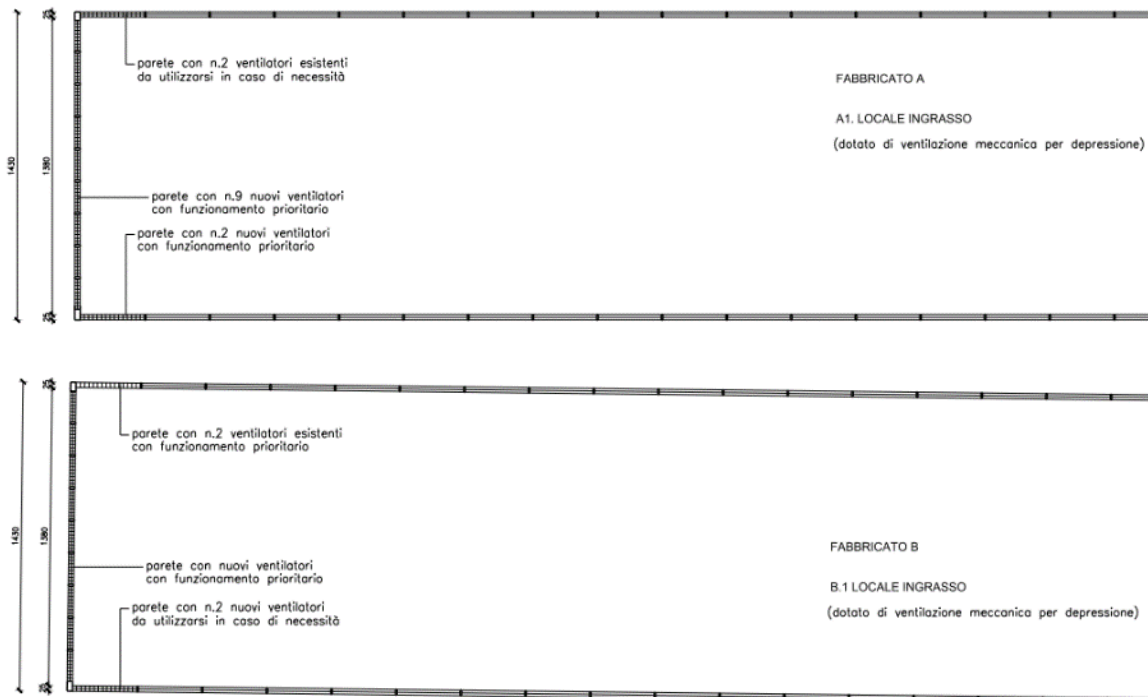 25
parete con n.2 ventilatori esistenti
da utilizzarsi in caso di necessità
FABBRICATO A
A1. LOCALE INGRASSO
(dotato di ventilazione meccanica per depressione)
1430
1380
parete con n.9 nuovi ventilatori
con funzionamento prioritario
parete con n.2 nuovi ventilatori
con funzionamento prioritario
25
25
parete con n.2 ventilatori esistenti
con funzionamento prioritario
1430
1380
FABBRICATO B
parete con nuovi ventilatori
con funzionamento prioritario
B.1 LOCALE INGRASSO
parete con n.2 nuovi ventilatori
da utilizzarsi in caso di necessità
(dotato di ventilazione meccanica per depressione)
25